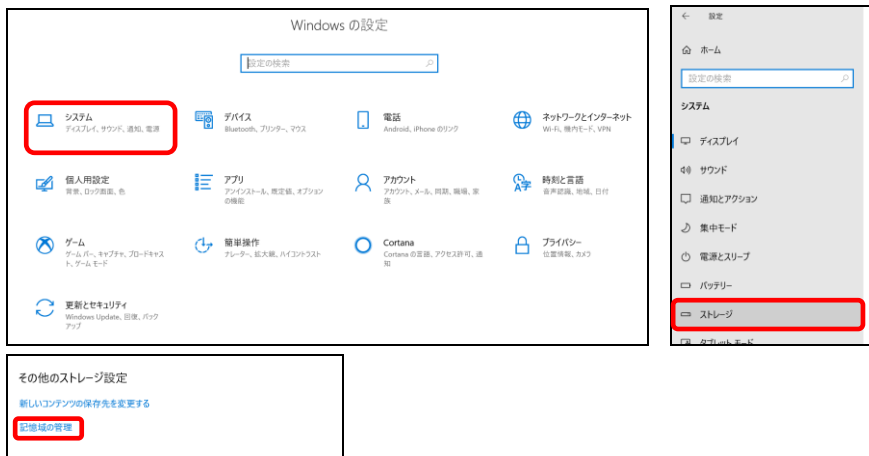 Windows の設定
設定の検索
システム
ディスプレイ、サウンド、通知、電源
デバイス
Bluetooth、プリンター、マウス
電話
Android、iPhone のリンク
ネットワークとインターネット
Wi-Fi、機内モード、VPN
個人用設定
背景、ロック画面、色
アプリ
アンインストール、既定値、オプション
の機能
アカウント
アカウント、メール、同期、職場、家
族
時刻と言語
音声認識、地域、日付
ゲーム
ゲーム バー、キャプチャ、ブロードキャス
ト、ゲーム モード
簡単操作
ナレーター、拡大鏡、ハイコントラスト
Cortana
Cortana の言語、アクセス許可、通
知
プライバシー
位置情報、カメラ
更新とセキュリティ
Windows Update、回復、バック
アップ
設定
ホーム
設定の検索
システム
ディスプレイ
サウンド
通知とアクション
集中モード
電源とスリープ
バッテリー
ストレージ
タブレット モード
その他のストレージ設定
新しいコンテンツの保存先を変更する
記憶域の管理